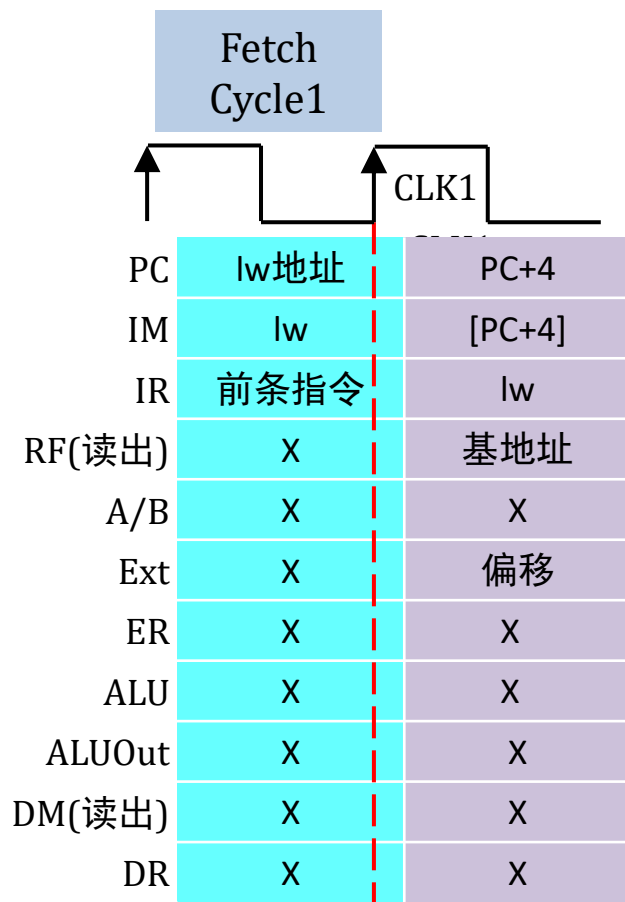 Fetch
Cycle1
CLK1
PC lw地址 PC+4
IM lw [PC+4]
IR 前条指令 lw
RF(读出) X 基地址
A/B X X
Ext X 偏移
ER X X
ALU X X
ALUOut X X
DM(读出) X X
DR X X